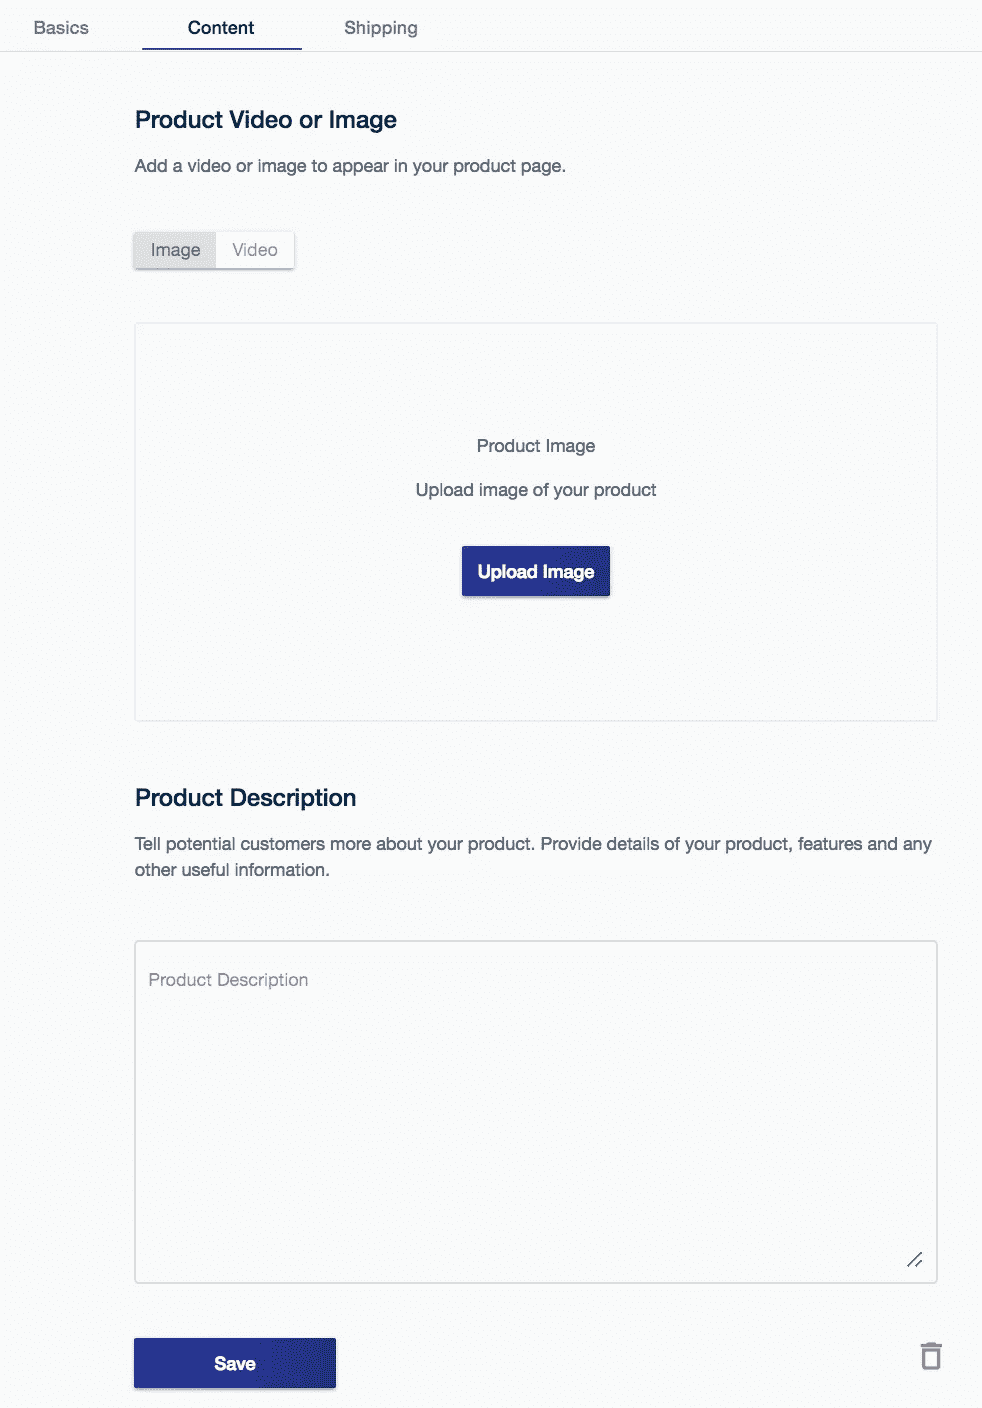 Basics Content Shipping
Product Video or Image
Add a video or image to appear in your product page.
Image Video
Product Image
Upload image of your product
Upload Image
Product Description
Tell potential customers more about your product. Provide details of your product, features and any
other useful information.
Product Description
Save